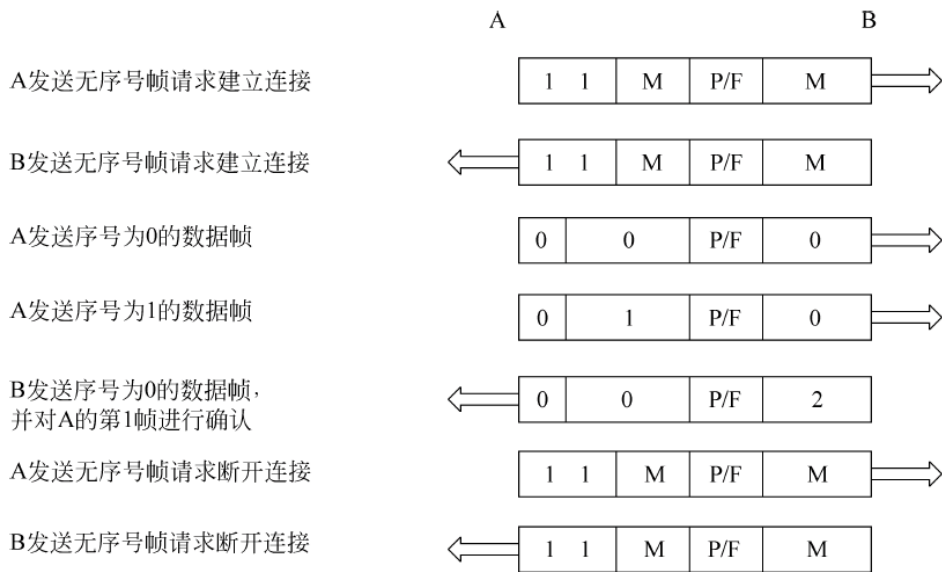 A B
A发送无序号帧请求建立连接 1 1 M P/F M
B发送无序号帧请求建立连接 1 1 M P/F M
A发送序号为0的数据帧 0 0 P/F 0
A发送序号为1的数据帧 0 1 P/F 0
B发送序号为0的数据帧，
并对A的第1帧进行确认 0 0 P/F 2
A发送无序号帧请求断开连接 1 1 M P/F M
B发送无序号帧请求断开连接 1 1 M P/F M